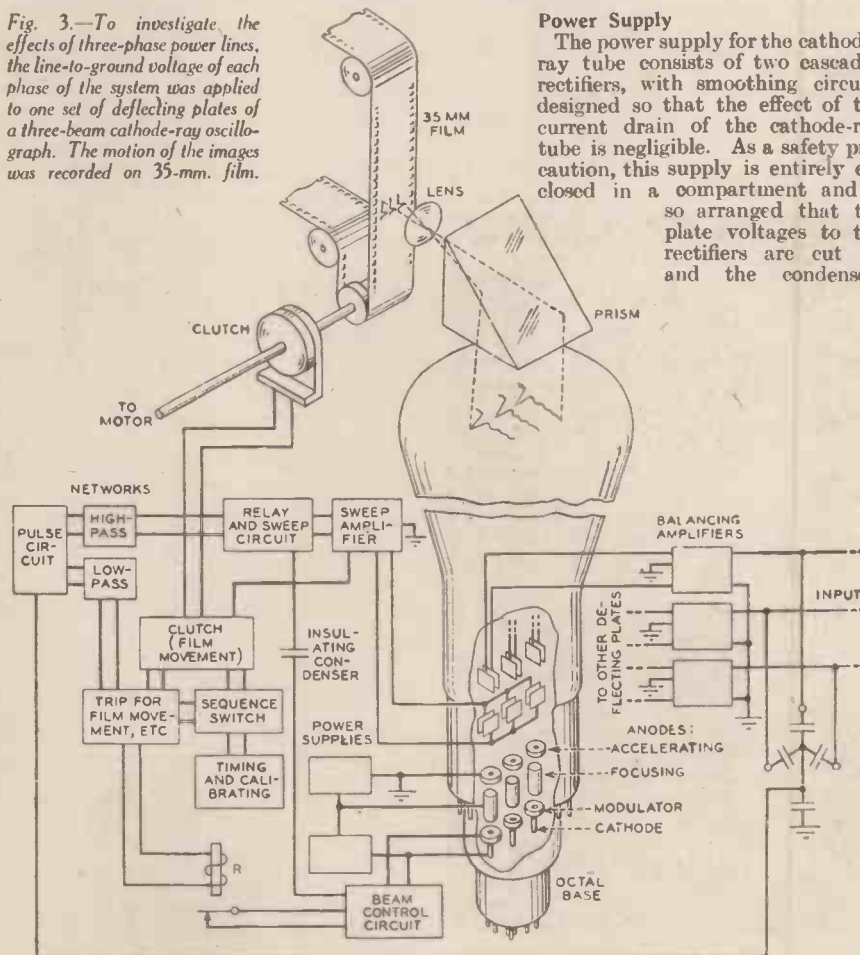 Fig. 3.—To investigate the
effects of three-phase power lines,
the line-to-ground voltage of each
phase of the system was applied
to one set of deflecting plates of
a three-beam cathode-ray oscillo-
graph. The motion of the images
was recorded on 35-mm. film.
Power Supply
The power supply for the cathod
ray tube consists of two cascad
rectifiers, with smoothing circu
designed so that the effect of t
current drain of the cathode-r
tube is negligible. As a safety pr
caution, this supply is entirely e
closed in a compartment and
so arranged that t
plate voltages to t
rectifiers are cut
and the condens
35 MM
FILM
LENS
PRISM
CLUTCH
TO
MOTOR
NETWORKS
PULSE
CIR-
CUIT
HIGH-
PASS
LOW-
PASS
RELAY
AND SWEEP
CIRCUIT
SWEEP
AMPLI-
FIER
BALANCING
AMPLIFIERS
INPUT
TO OTHER DE-
FLECTING PLATES
CLUTCH
(FILM
MOVEMENT)
INSUL-
ATING
CON-
DENSER
TRIP FOR
FILM MOVE-
MENT, ETC
SEQUENCE
SWITCH
TIMING
AND CALI-
BRATING
POWER
SUPPLIES
ANODES:
ACCELERATING
FOCUSING
MODULATOR
CATHODE
R
BEAM
CONTROL
CIRCUIT
OCTAL
BASE